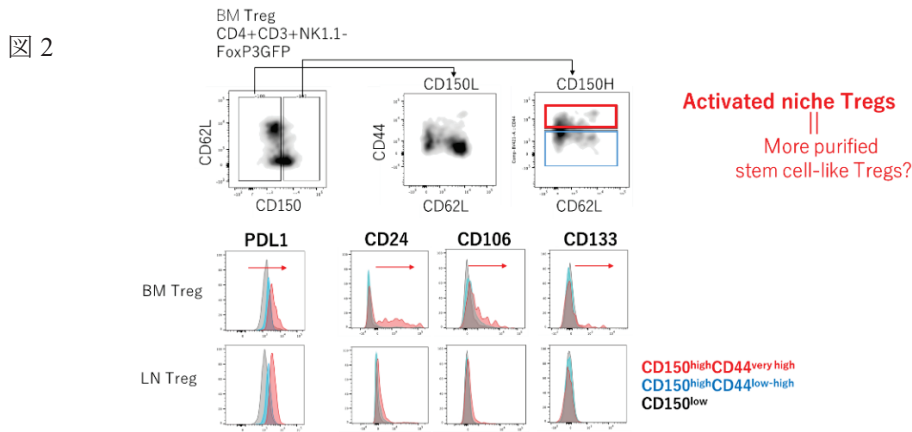 図 2
BM Treg
CD4+CD3+NK1.1-
FoxP3GFP
CD150L
CD150H
CD62L
CD150
CD44
CD62L
CD62L
Activated niche Tregs
||
More purified
stem cell-like Tregs?
PDL1
CD24
CD106
CD133
BM Treg
LN Treg
CD150highCD44very high
CD150highCD44low-high
CD150low